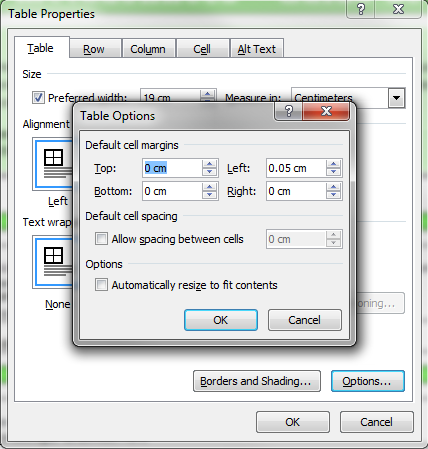 Table Properties
Table Row Column Cell Alt Text
Size
Preferred width: 19 cm Measure in: Centimeters
Table Options
Default cell margins
Alignment
Top: 0 cm Left: 0.05 cm
Bottom: 0 cm Right: 0 cm
Left
Default cell spacing
Text wrap
Allow spacing between cells 0 cm
Options
Automatically resize to fit contents
None
OK Cancel
Borders and Shading... Options...
OK Cancel